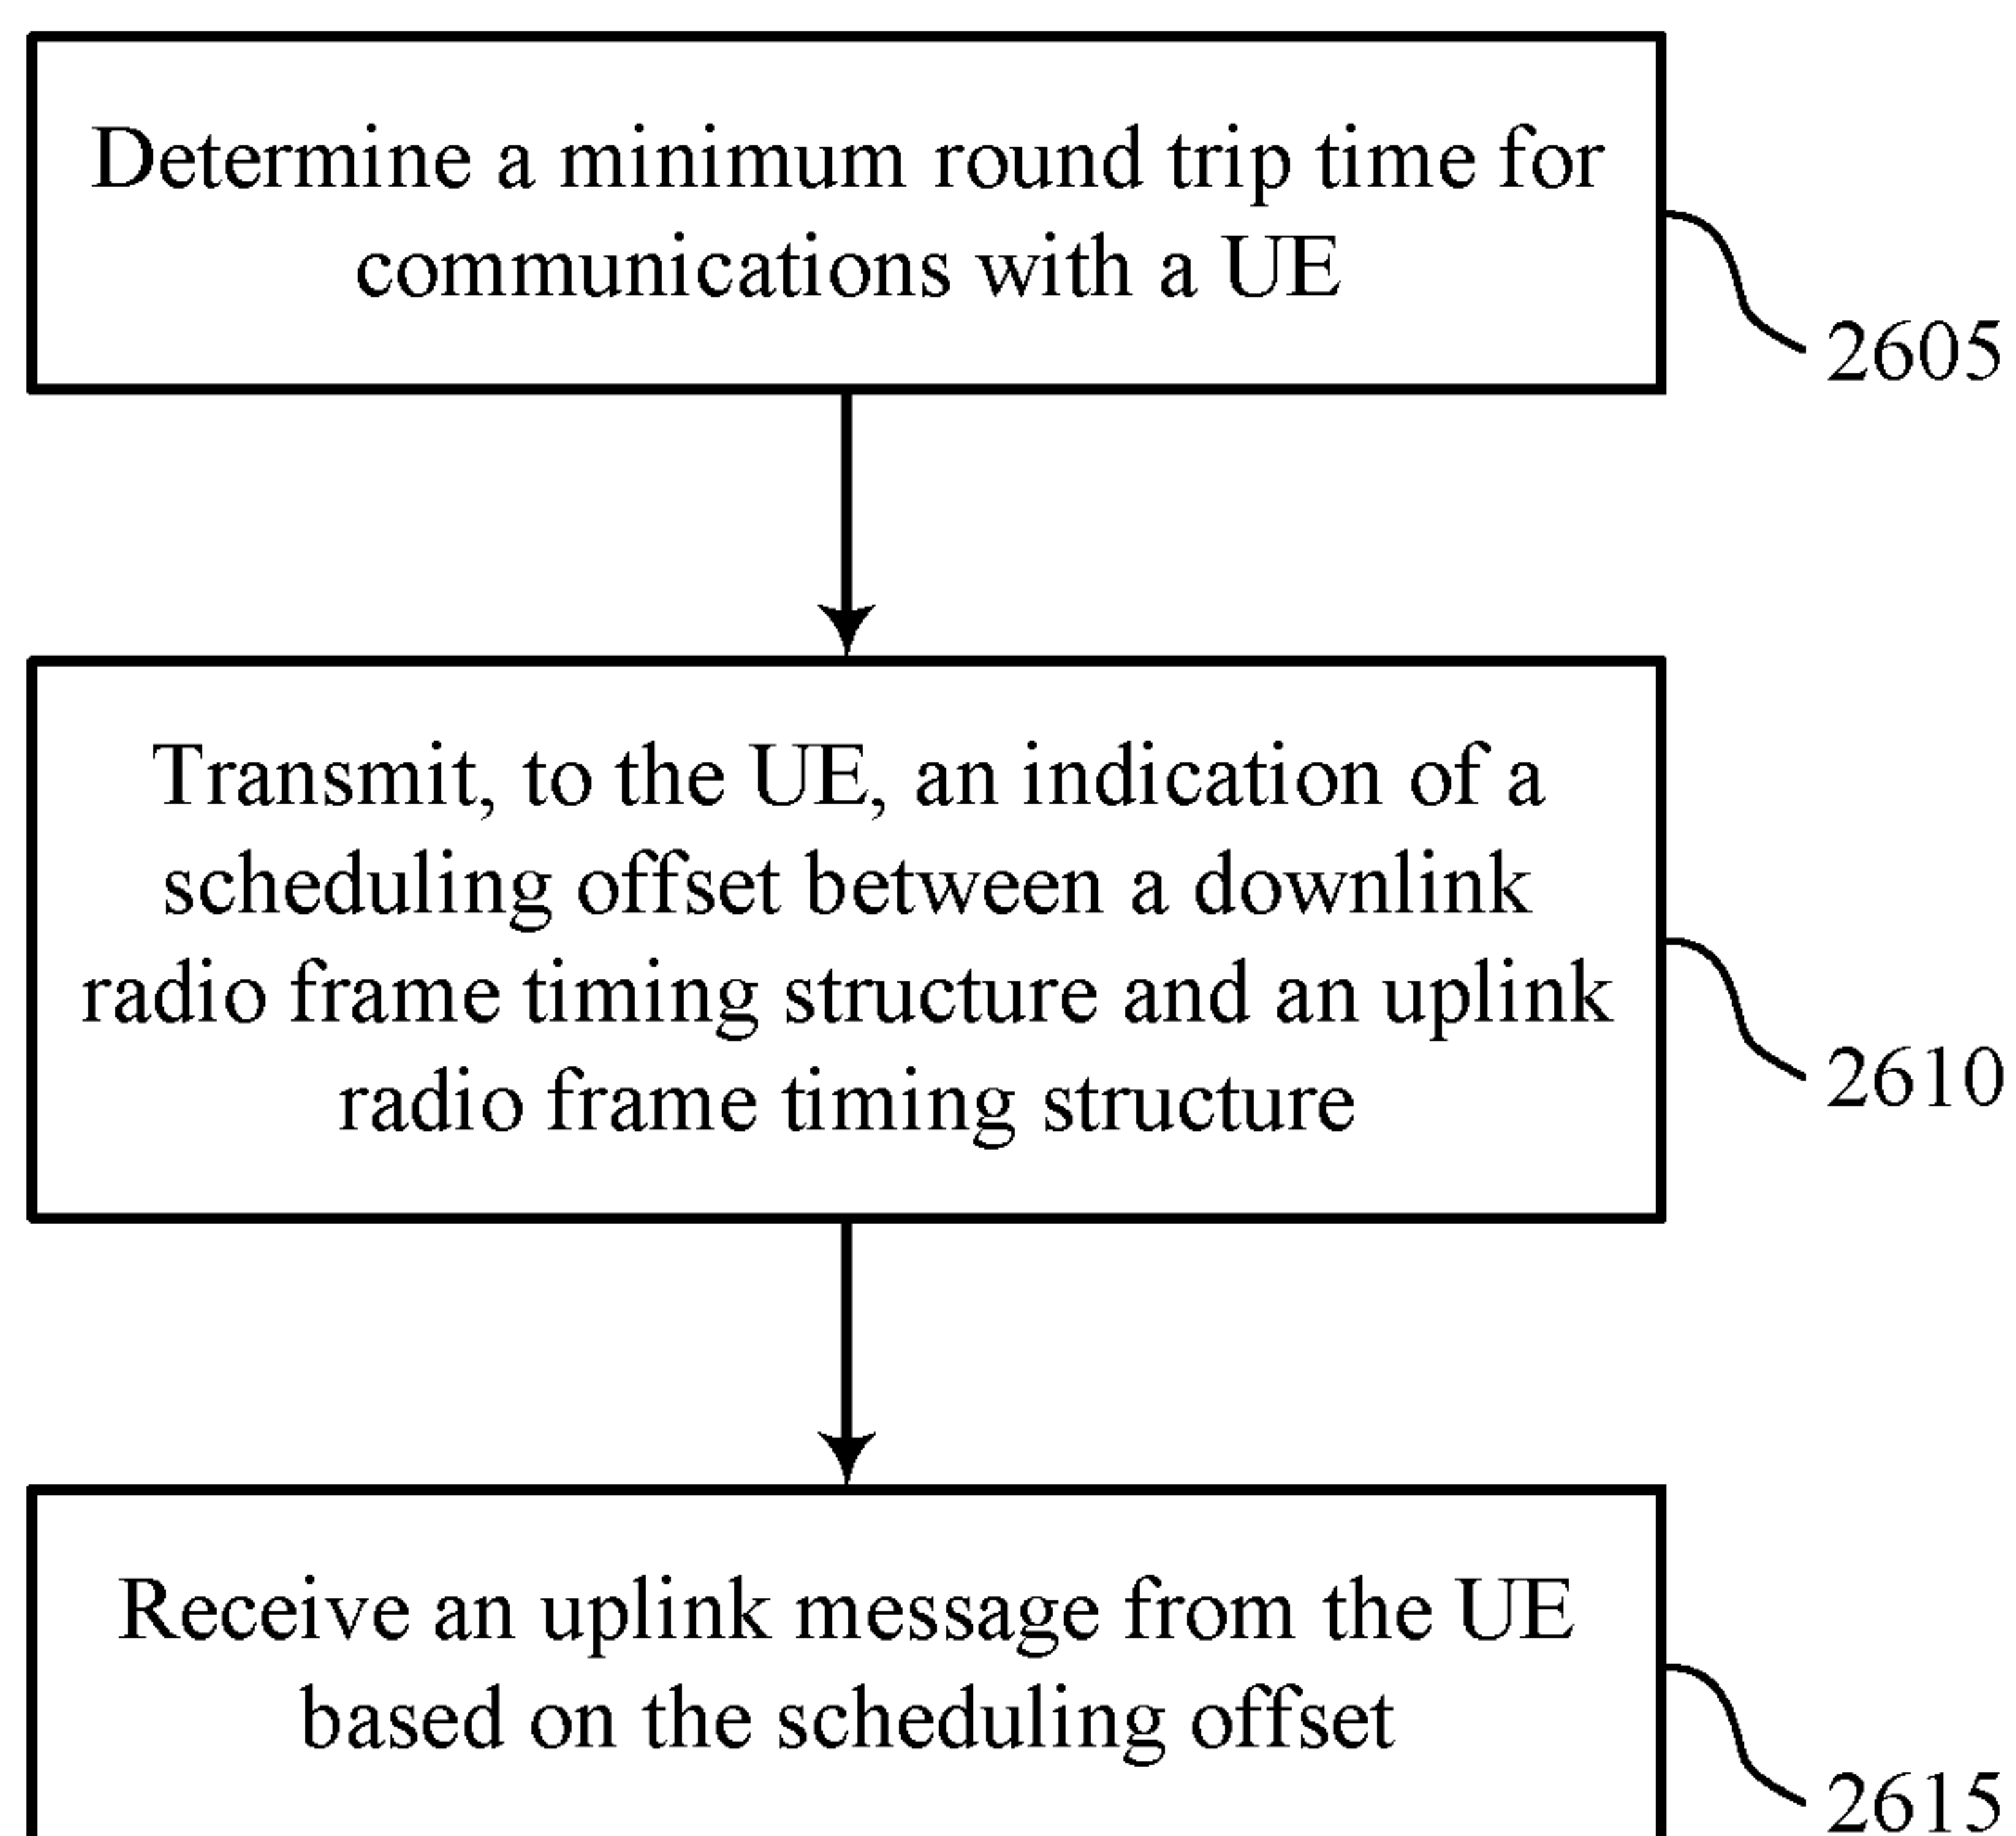 Determine a minimum round trip time for
communications with a UE
2605
Transmit, to the UE, an indication of a
scheduling offset between a downlink
radio frame timing structure and an uplink
radio frame timing structure
2610
Receive an uplink message from the UE
based on the scheduling offset
2615